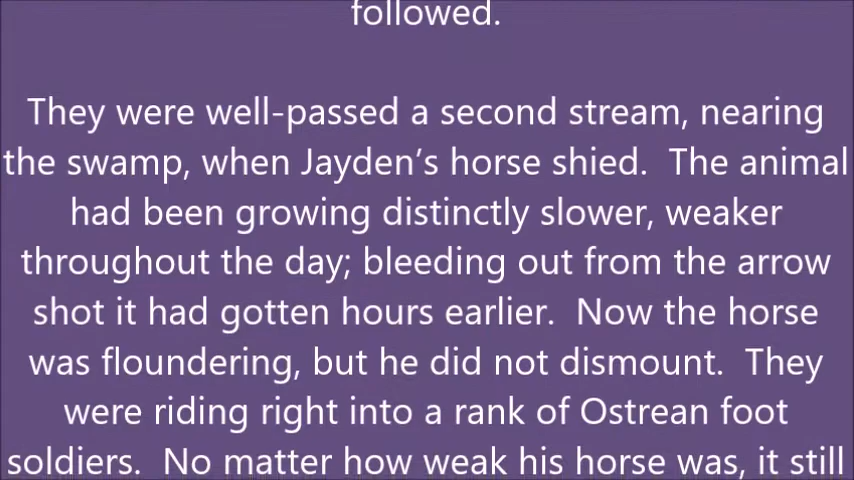 followed.
They were well-passed a second stream, nearing
the swamp, when Jayden’s horse shied.  The animal
had been growing distinctly slower, weaker
throughout the day; bleeding out from the arrow
shot it had gotten hours earlier.  Now the horse
was floundering, but he did not dismount.  They
were riding right into a rank of Ostrean foot
soldiers.  No matter how weak his horse was, it still